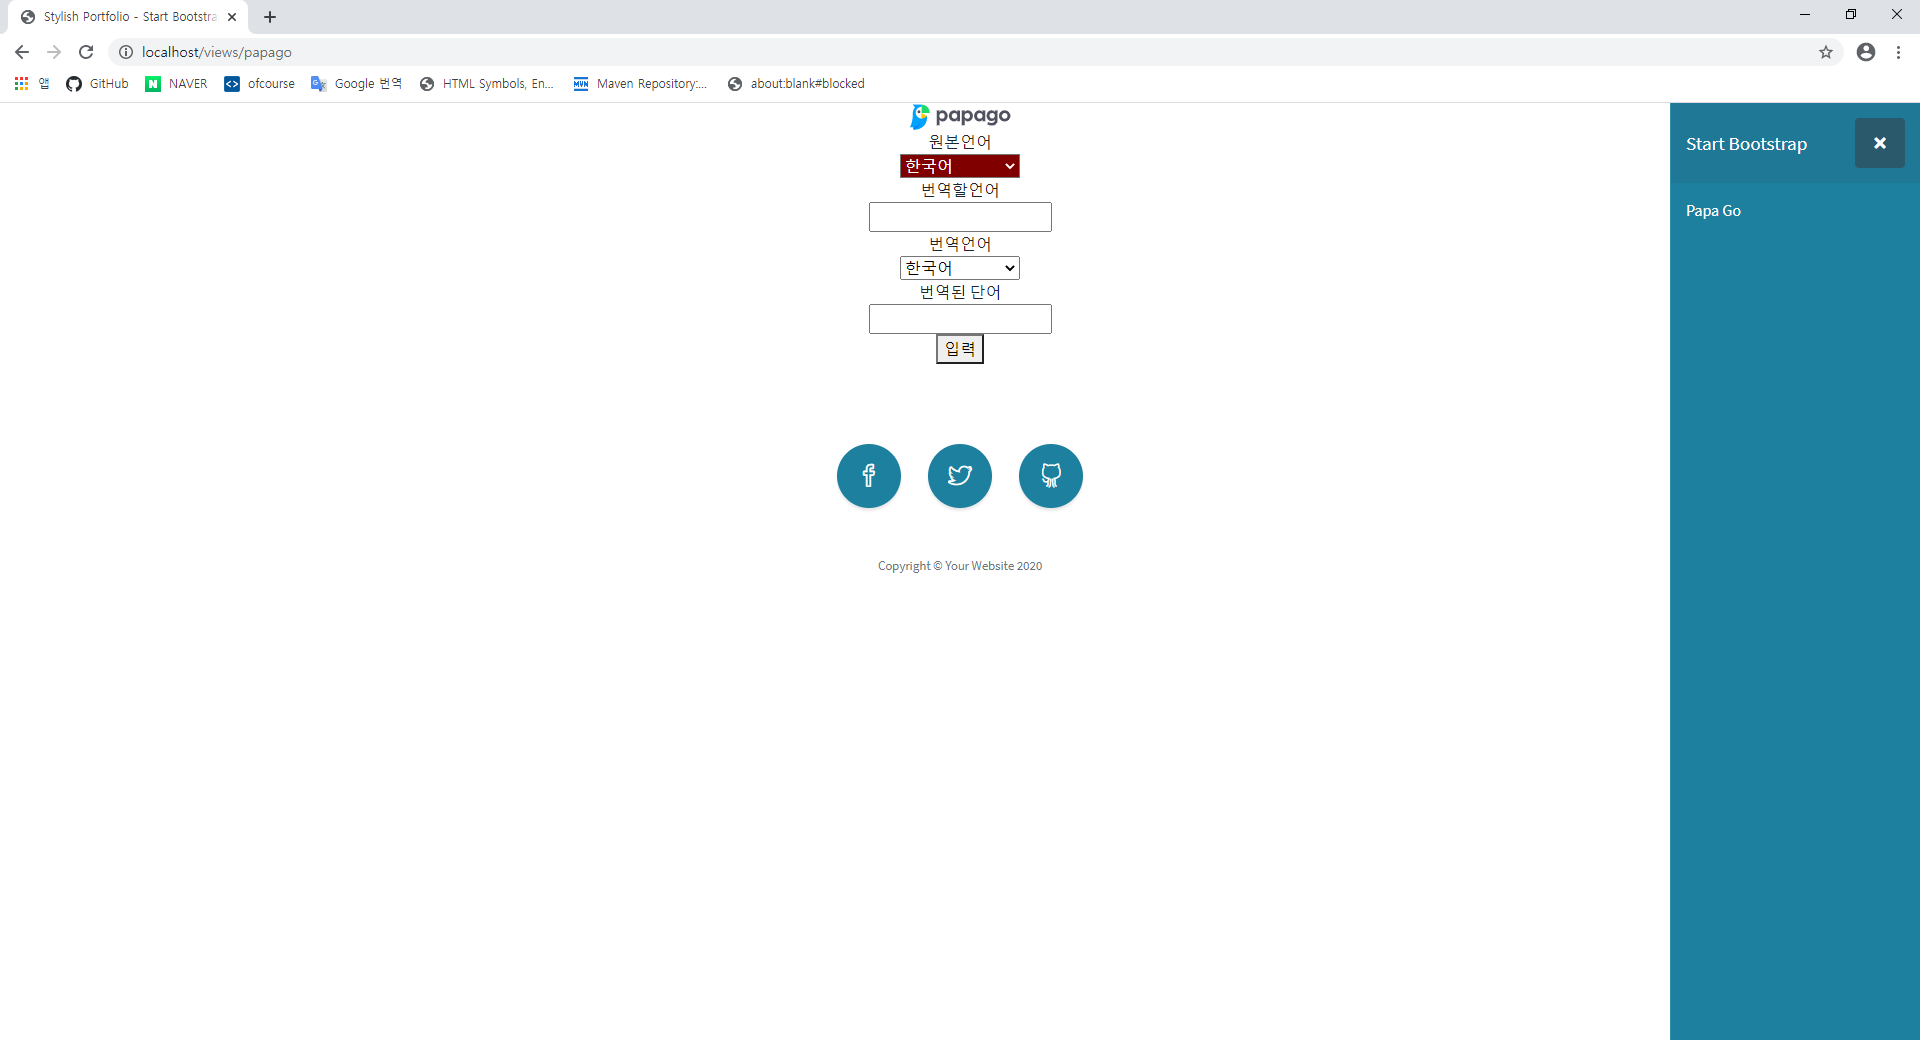 Stylish Portfolio - Start Bootstra
localhost/views/papago
앱 GitHub NAVER ofcourse Google 번역 HTML Symbols, En... MVN Maven Repository:... about:blank#blocked
papago
원본언어
한국어
번역할언어
번역언어
한국어
번역된 단어
입력
Copyright © Your Website 2020
Start Bootstrap
Papa Go